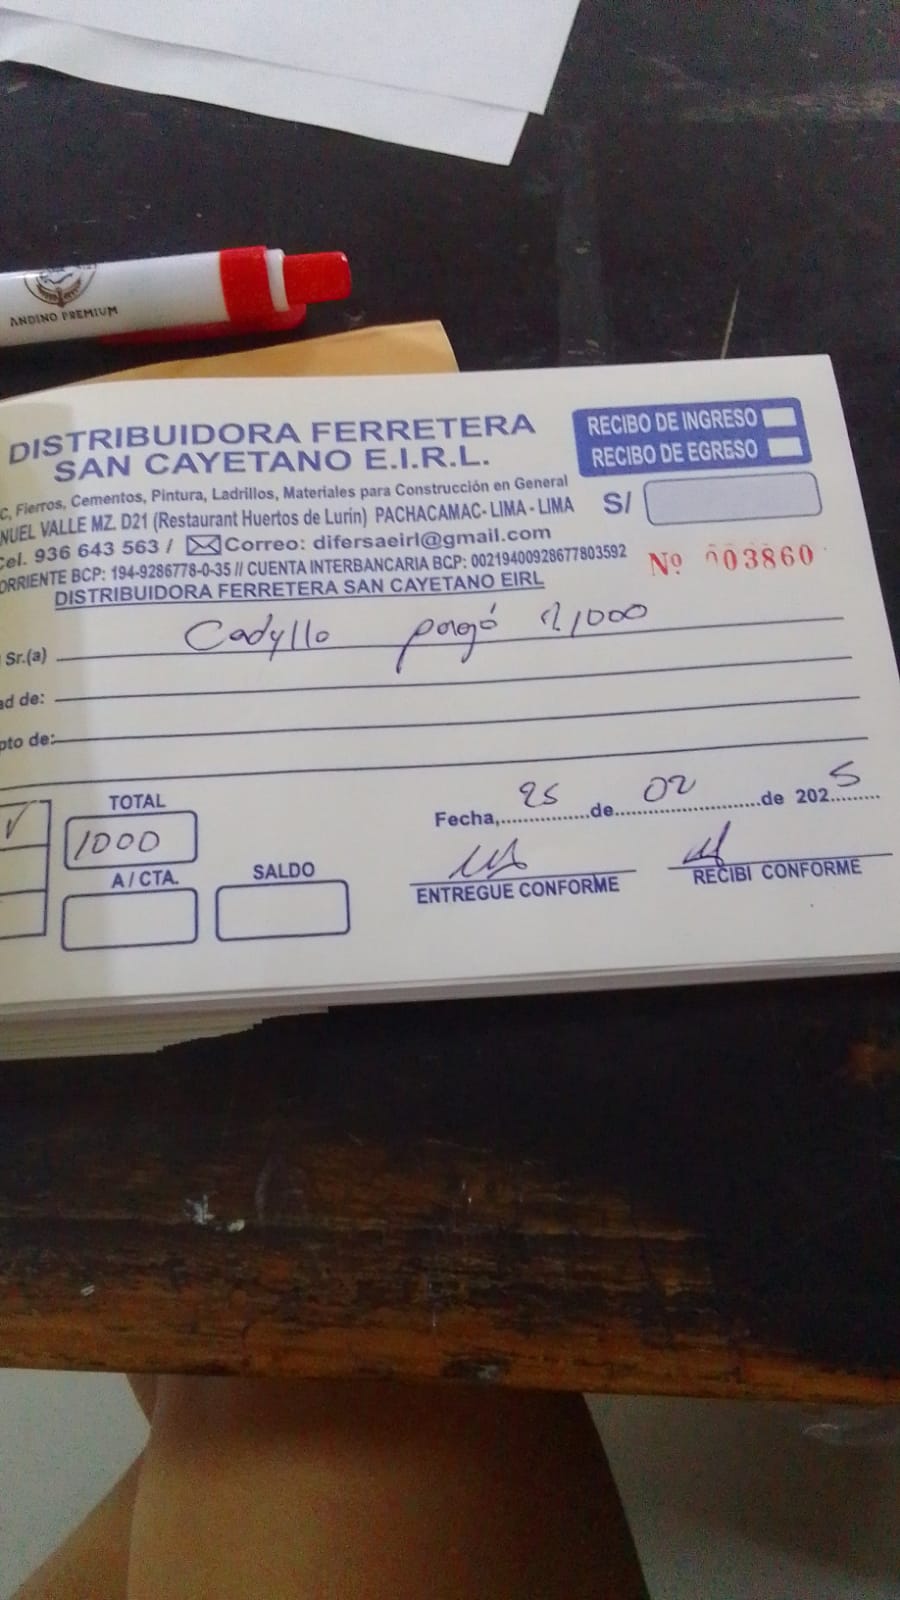 ANDINO PREMIUM
DISTRIBUIDORA FERRETERA
SAN CAYETANO E.I.R.L.
RECIBO DE INGRESO
RECIBO DE EGRESO
C, Fierros, Cementos, Pintura, Ladrillos, Materiales para Construcción en General
NUEL VALLE MZ. D21 (Restaurant Huertos de Lurín) PACHACAMAC- LIMA - LIMA
S/
Cel. 936 643 563 / Correo: difersaeirl@gmail.com
ORRIENTE BCP: 194-9286778-0-35 // CUENTA INTERBANCARIA BCP: 00219400928677803592
Nº 003860
DISTRIBUIDORA FERRETERA SAN CAYETANO EIRL
Sr.(a) Cadyllo pagó 1000
ad de:
pto de:
TOTAL
1000
Fecha, 25 de 02 de 2025
A / CTA.
SALDO
ENTREGUE CONFORME
RECIBI CONFORME